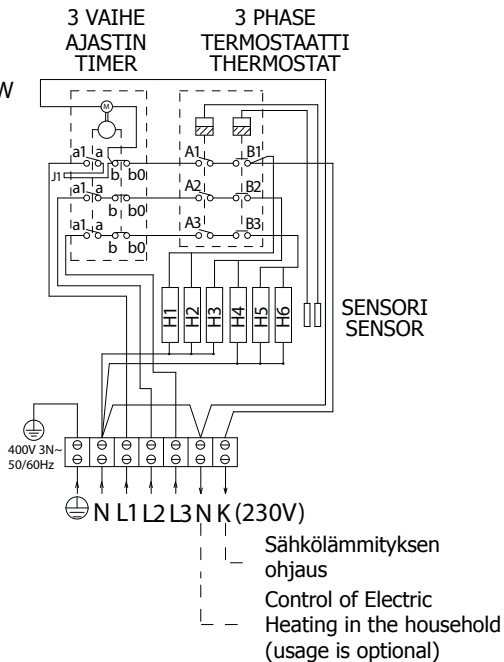 3 VAIHE
AJASTIN
TIMER
3 PHASE
TERMOSTAATTI
THERMOSTAT
W
M
a1 a
b b0
J1
A1
B1
a1 a
b b0
A2
B2
a1 a
b b0
A3
B3
H1
H2
H3
H4
H5
H6
SENSORI
SENSOR
400V 3N~
50/60Hz
N L1 L2 L3 N K (230V)
Sähkölämmityksen
ohjaus
Control of Electric
Heating in the household
(usage is optional)